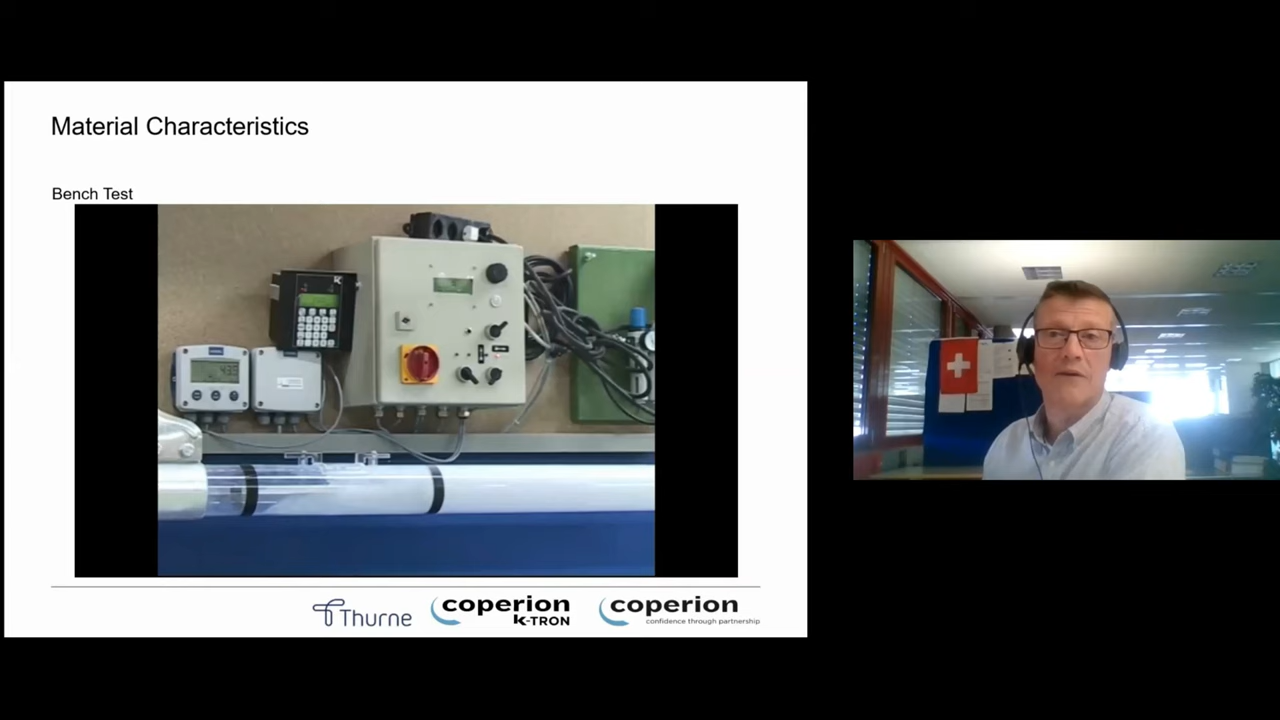 Material Characteristics
Bench Test
K
Thurne
coperion
K-TRON
coperion
confidence through partnership